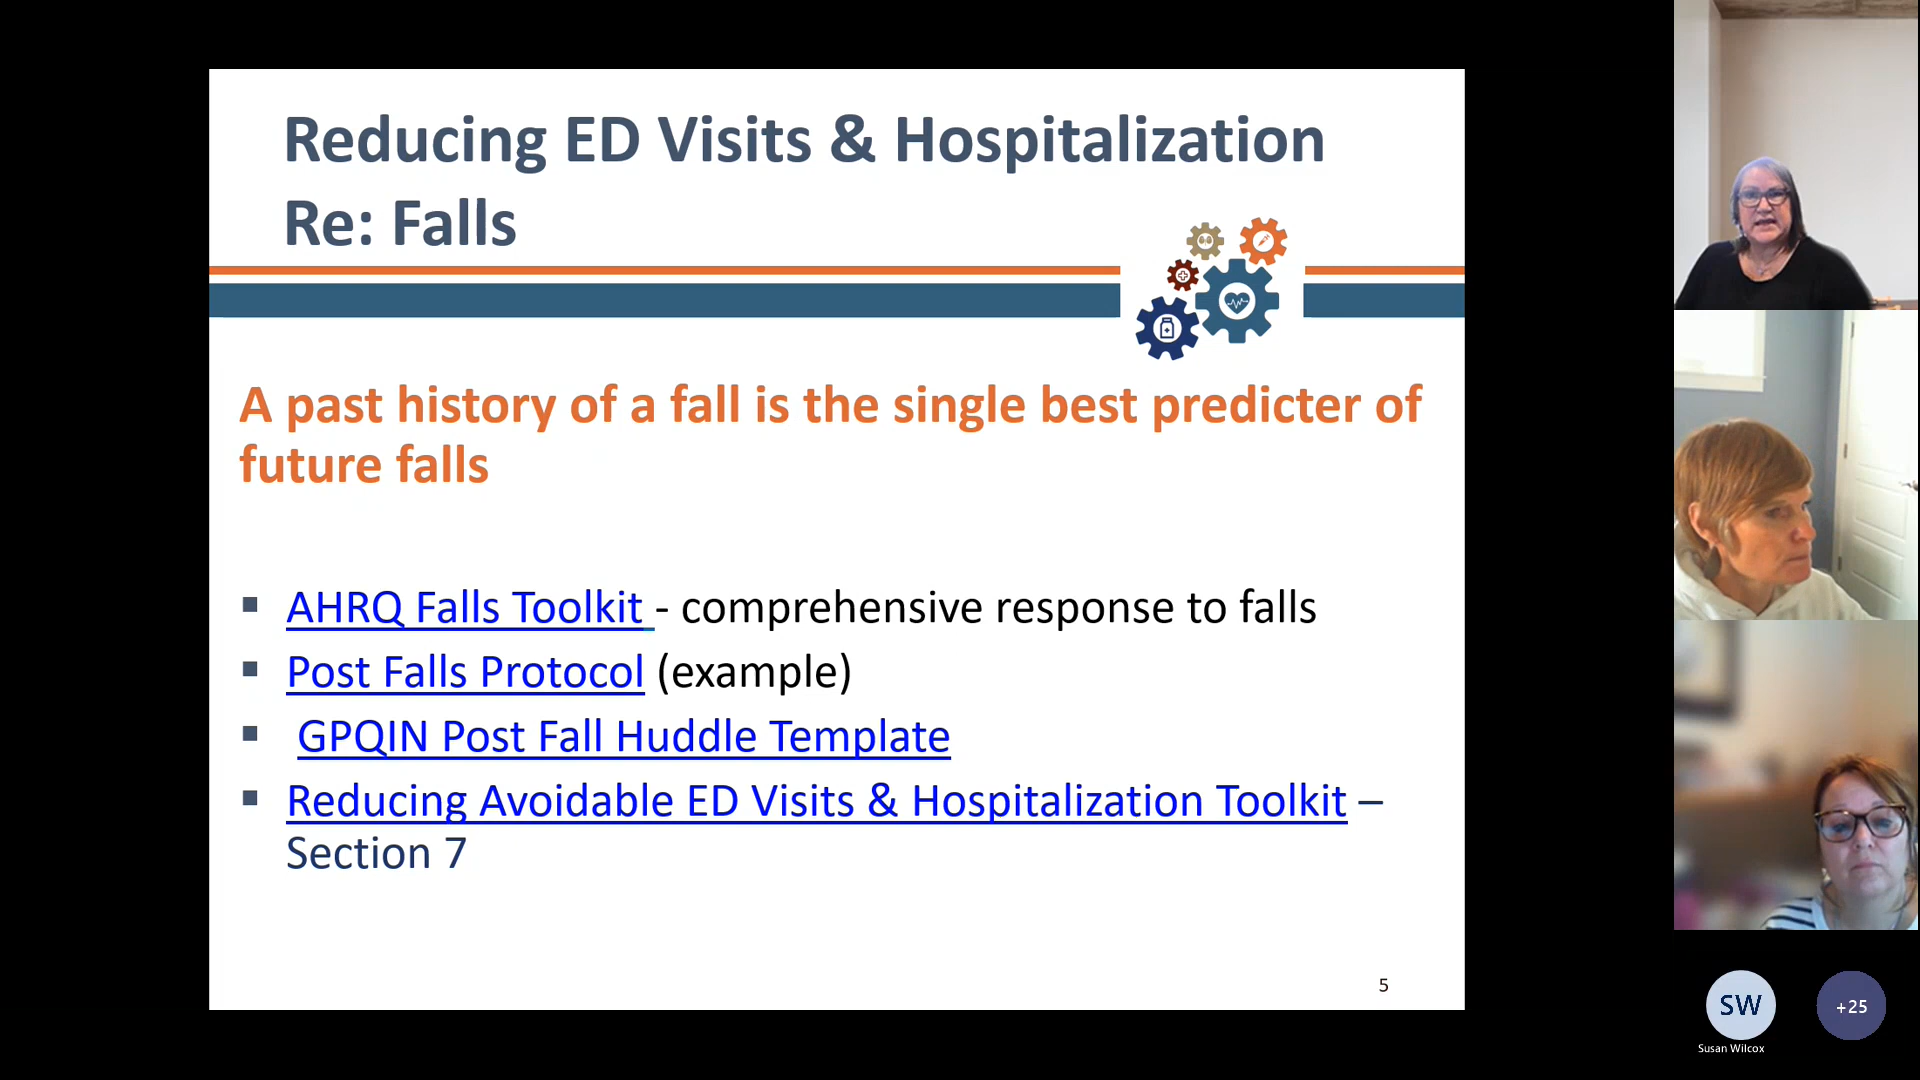 Reducing ED Visits & Hospitalization
Re: Falls
A past history of a fall is the single best predicter of
future falls
▪ AHRQ Falls Toolkit - comprehensive response to falls
▪ Post Falls Protocol (example)
▪ GPQIN Post Fall Huddle Template
▪ Reducing Avoidable ED Visits & Hospitalization Toolkit –
Section 7
5
SW
+25
Susan Wilcox